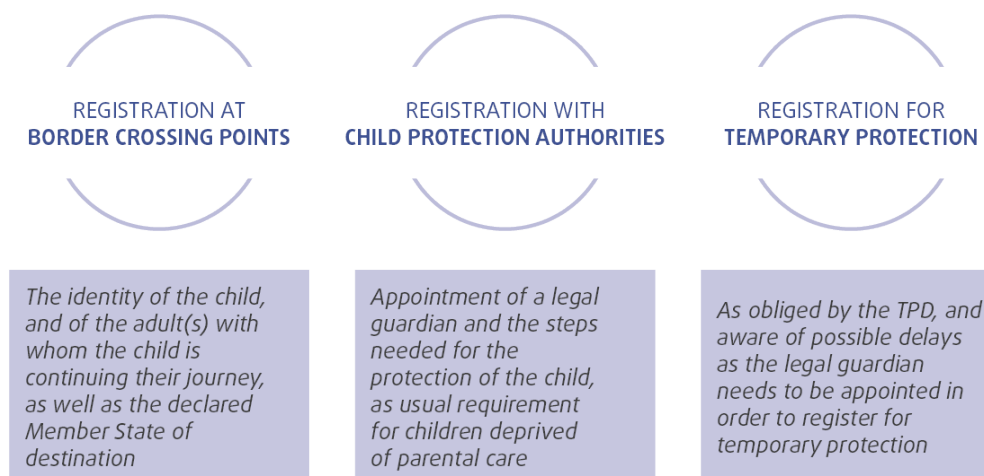 REGISTRATION AT
BORDER CROSSING POINTS
REGISTRATION WITH
CHILD PROTECTION AUTHORITIES
REGISTRATION FOR
TEMPORARY PROTECTION
The identity of the child,
and of the adult(s) with
whom the child is
continuing their journey,
as well as the declared
Member State of
destination
Appointment of a legal
guardian and the steps
needed for the
protection of the child,
as usual requirement
for children deprived
of parental care
As obliged by the TPD, and
aware of possible delays
as the legal guardian
needs to be appointed in
order to register for
temporary protection